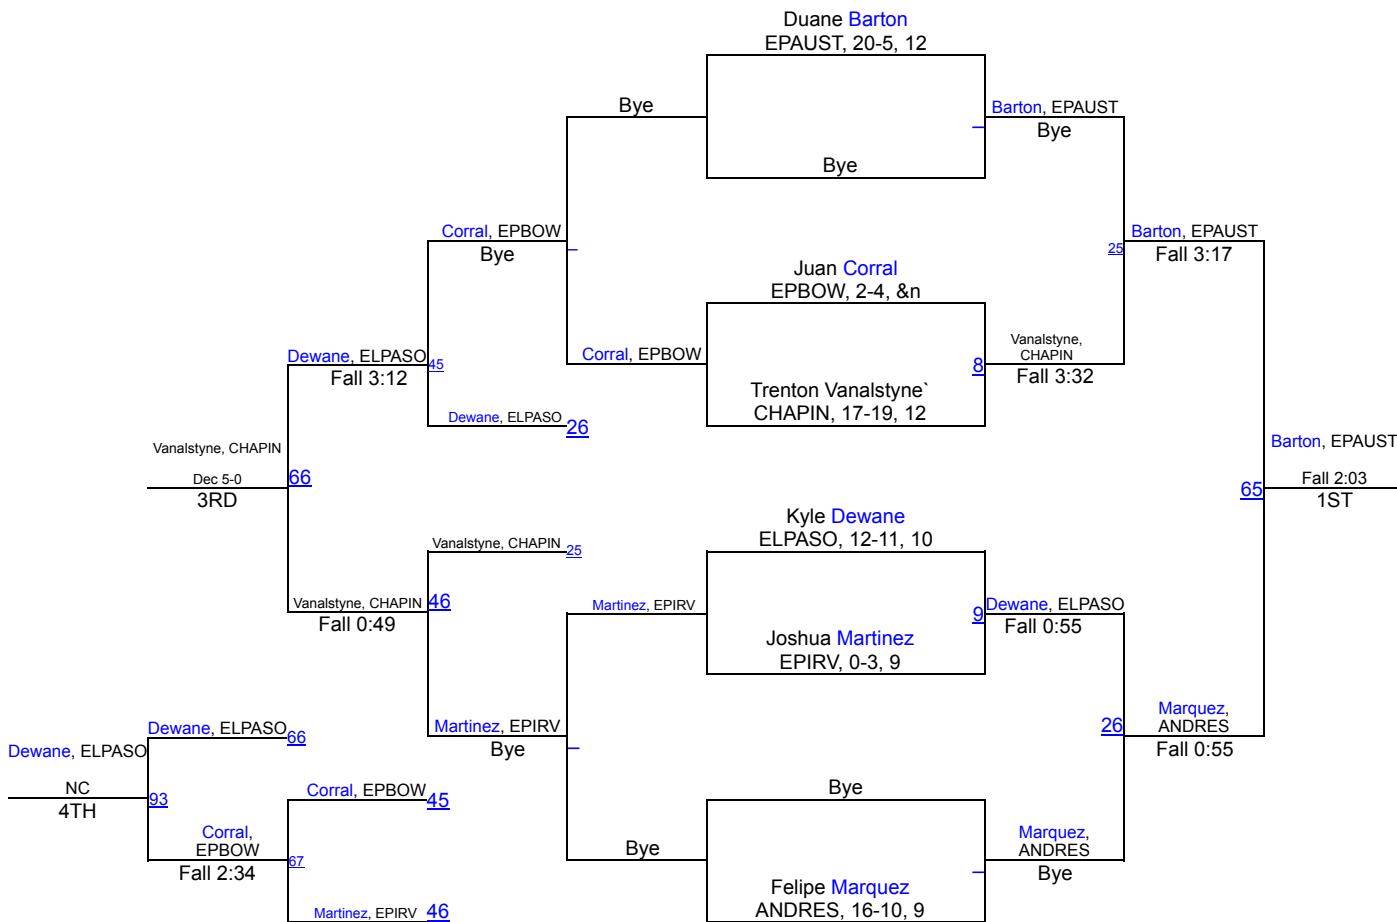 Duane Barton
EPAUST, 20-5, 12
Bye
Barton, EPAUST
Bye
Bye
Corral, EPBOW
Bye
Barton, EPAUST
25
Fall 3:17
Juan Corral
EPBOW, 2-4, &n
Dewane, ELPASO
45
Fall 3:12
Corral, EPBOW
Vanalstyne,
CHAPIN
8
Fall 3:32
Trenton Vanalstyne`
CHAPIN, 17-19, 12
Dewane, ELPASO
26
Vanalstyne, CHAPIN
Dec 5-0
66
3RD
Barton, EPAUST
Fall 2:03
65
1ST
Kyle Dewane
ELPASO, 12-11, 10
Vanalstyne, CHAPIN
25
Vanalstyne, CHAPIN
46
Fall 0:49
Martinez, EPIRV
9
Dewane, ELPASO
Fall 0:55
Joshua Martinez
EPIRV, 0-3, 9
Martinez, EPIRV
Bye
Marquez,
ANDRES
26
Fall 0:55
Dewane, ELPASO
66
Dewane, ELPASO
NC
93
4TH
Corral, EPBOW
45
Bye
Corral,
EPBOW
67
Fall 2:34
Bye
Marquez,
ANDRES
Bye
Felipe Marquez
ANDRES, 16-10, 9
Martinez, EPIRV
46